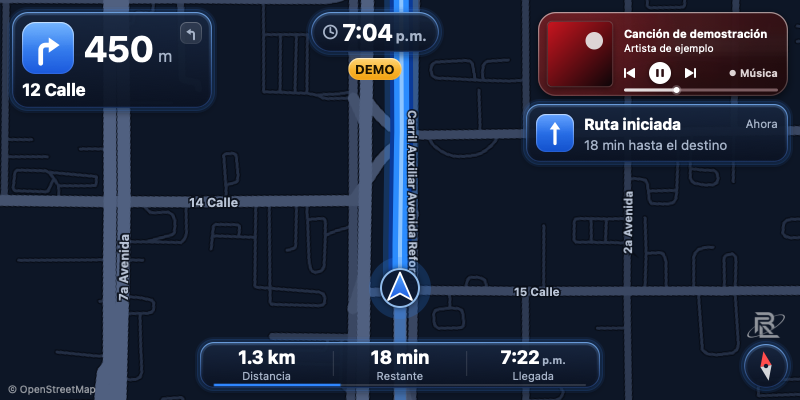 450 m
12 Calle
7:04 p.m.
DEMO
Canción de demostración
Artista de ejemplo
Música
Ruta iniciada
Ahora
18 min hasta el destino
Carril Auxiliar Avenida Refor
14 Calle
7a Avenida
2a Avenida
15 Calle
1.3 km
Distancia
18 min
Restante
7:22 p.m.
Llegada
© OpenStreetMap